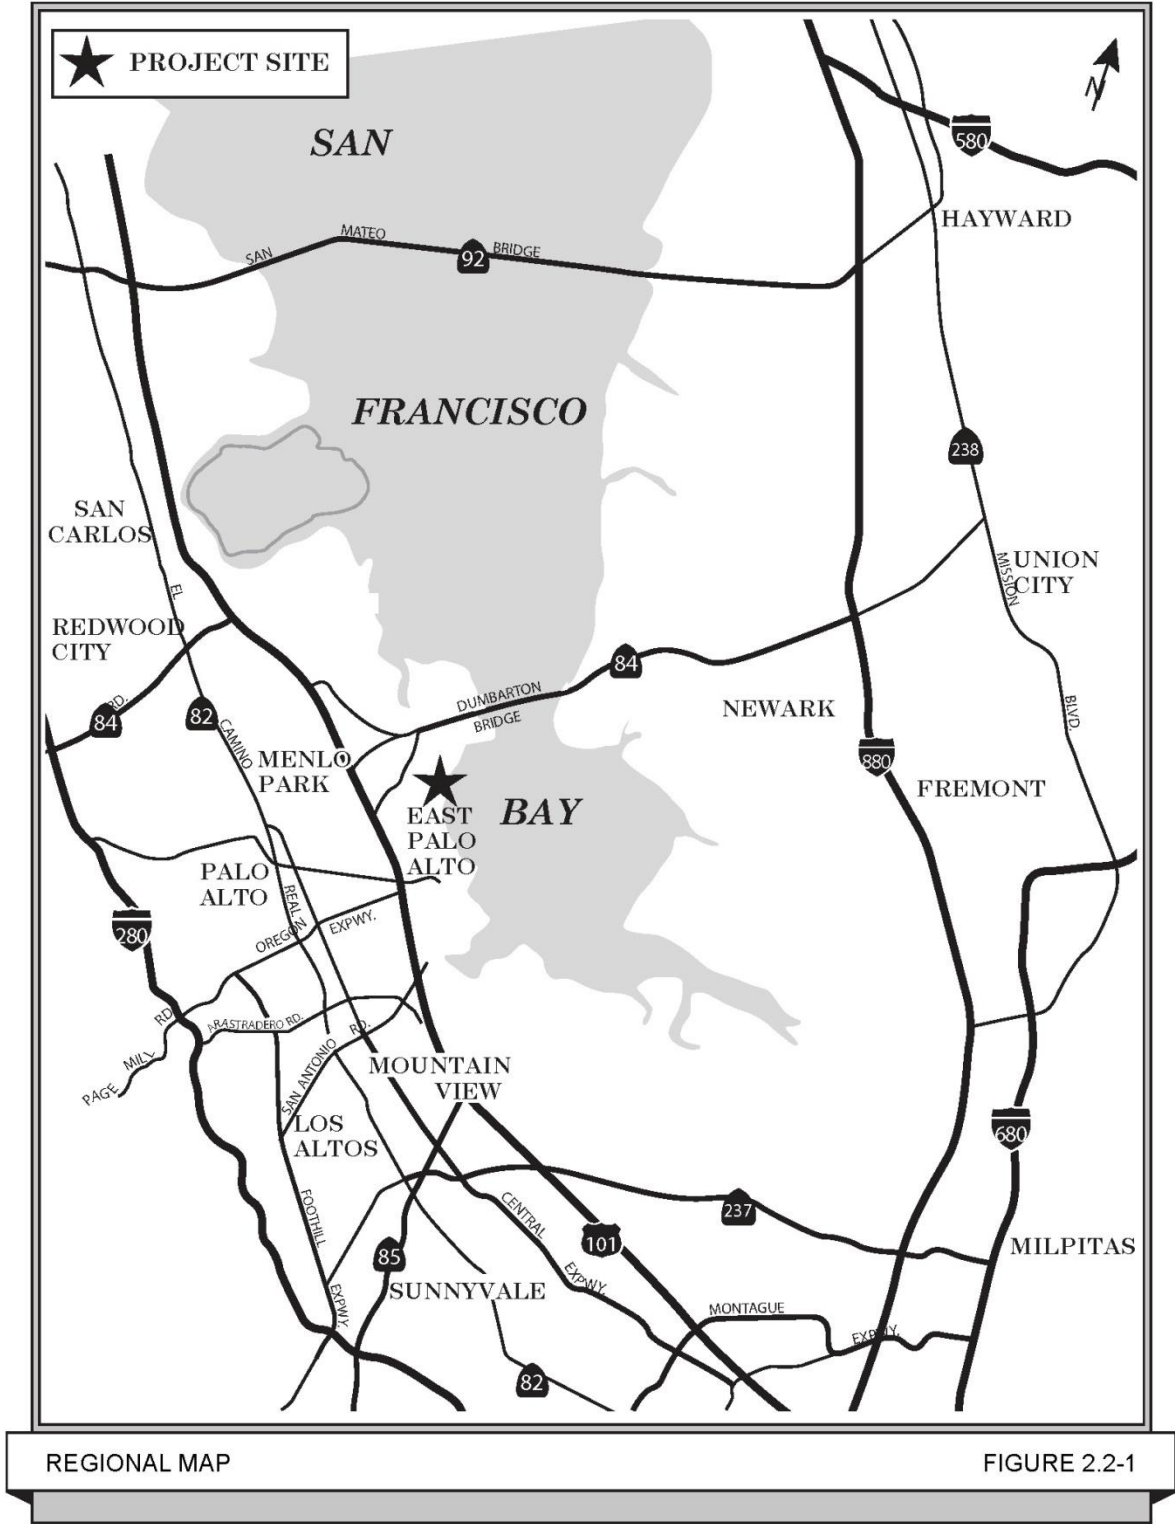 PROJECT SITE
N
SAN
580
HAYWARD
SAN
MATEO
92
BRIDGE
FRANCISCO
238
SAN
CARLOS
EL
UNION
CITY
MISSION
REDWOOD
CITY
84
DUMBARTON
BRIDGE
RD.
84
82
CAMINO
NEWARK
BLVD.
MENLO
PARK
880
FREMONT
EAST
PALO
ALTO
BAY
PALO
ALTO
REAL
280
OREGON
EXPWY.
PAGE
MILL
RD.
ARASTRADERO RD.
SAN ANTONIO
RD.
MOUNTAIN
VIEW
LOS
ALTOS
680
FOOTHILL
EXPWY.
CENTRAL
EXPWY.
237
101
85
MILPITAS
SUNNYVALE
MONTAGUE
EXPWY.
82
REGIONAL MAP
FIGURE 2.2-1